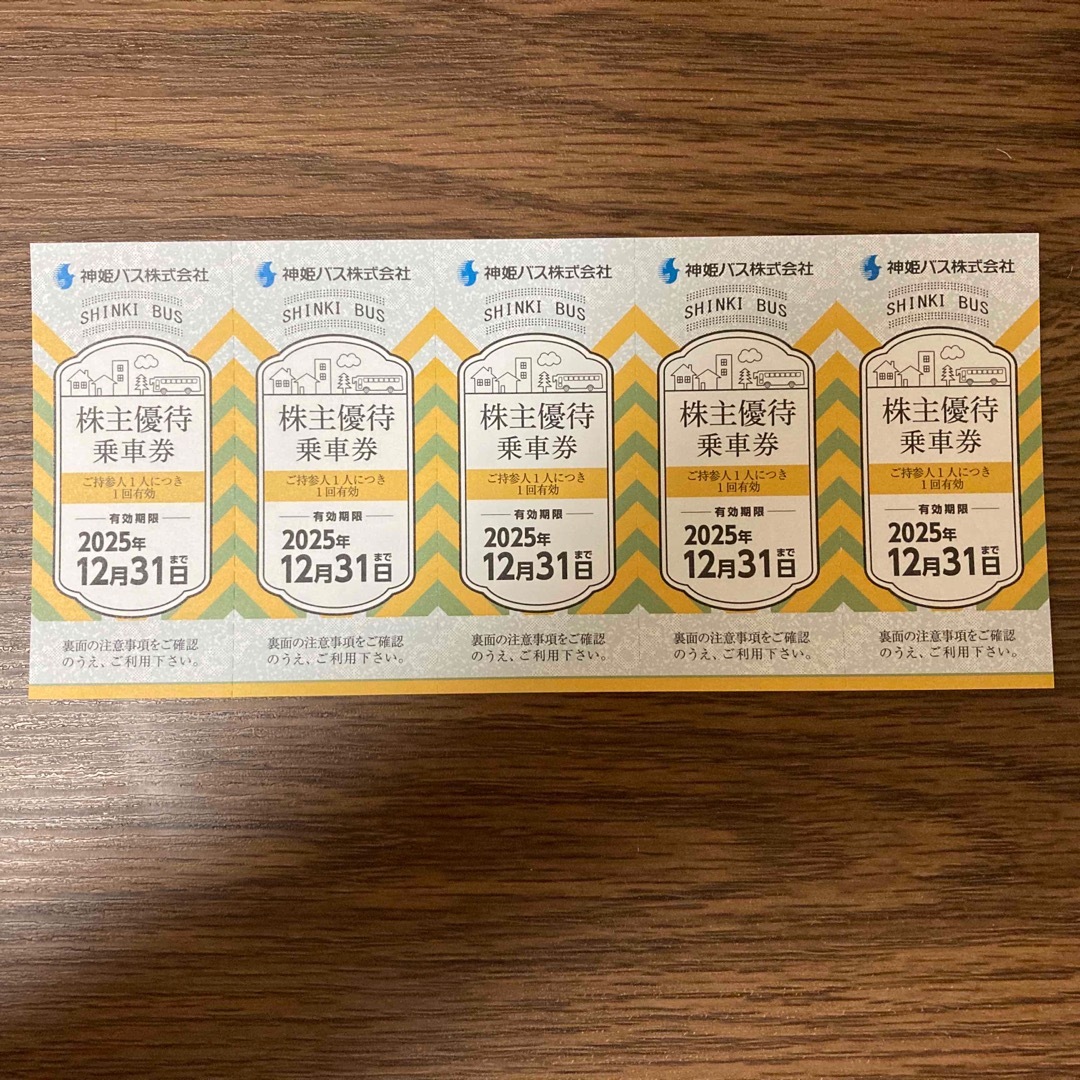 神姫バス株式会社
SHINKI BUS
株主優待
乗車券
ご持参人1人につき
1回有効
有効期限
2025年
12月31日まで
裏面の注意事項をご確認
のうえ、ご利用下さい。
神姫バス株式会社
SHINKI BUS
株主優待
乗車券
ご持参人1人につき
1回有効
有効期限
2025年
12月31日まで
裏面の注意事項をご確認
のうえ、ご利用下さい。
神姫バス株式会社
SHINKI BUS
株主優待
乗車券
ご持参人1人につき
1回有効
有効期限
2025年
12月31日まで
裏面の注意事項をご確認
のうえ、ご利用下さい。
神姫バス株式会社
SHINKI BUS
株主優待
乗車券
ご持参人1人につき
1回有効
有効期限
2025年
12月31日まで
裏面の注意事項をご確認
のうえ、ご利用下さい。
神姫バス株式会社
SHINKI BUS
株主優待
乗車券
ご持参人1人につき
1回有効
有効期限
2025年
12月31日まで
裏面の注意事項をご確認
のうえ、ご利用下さい。